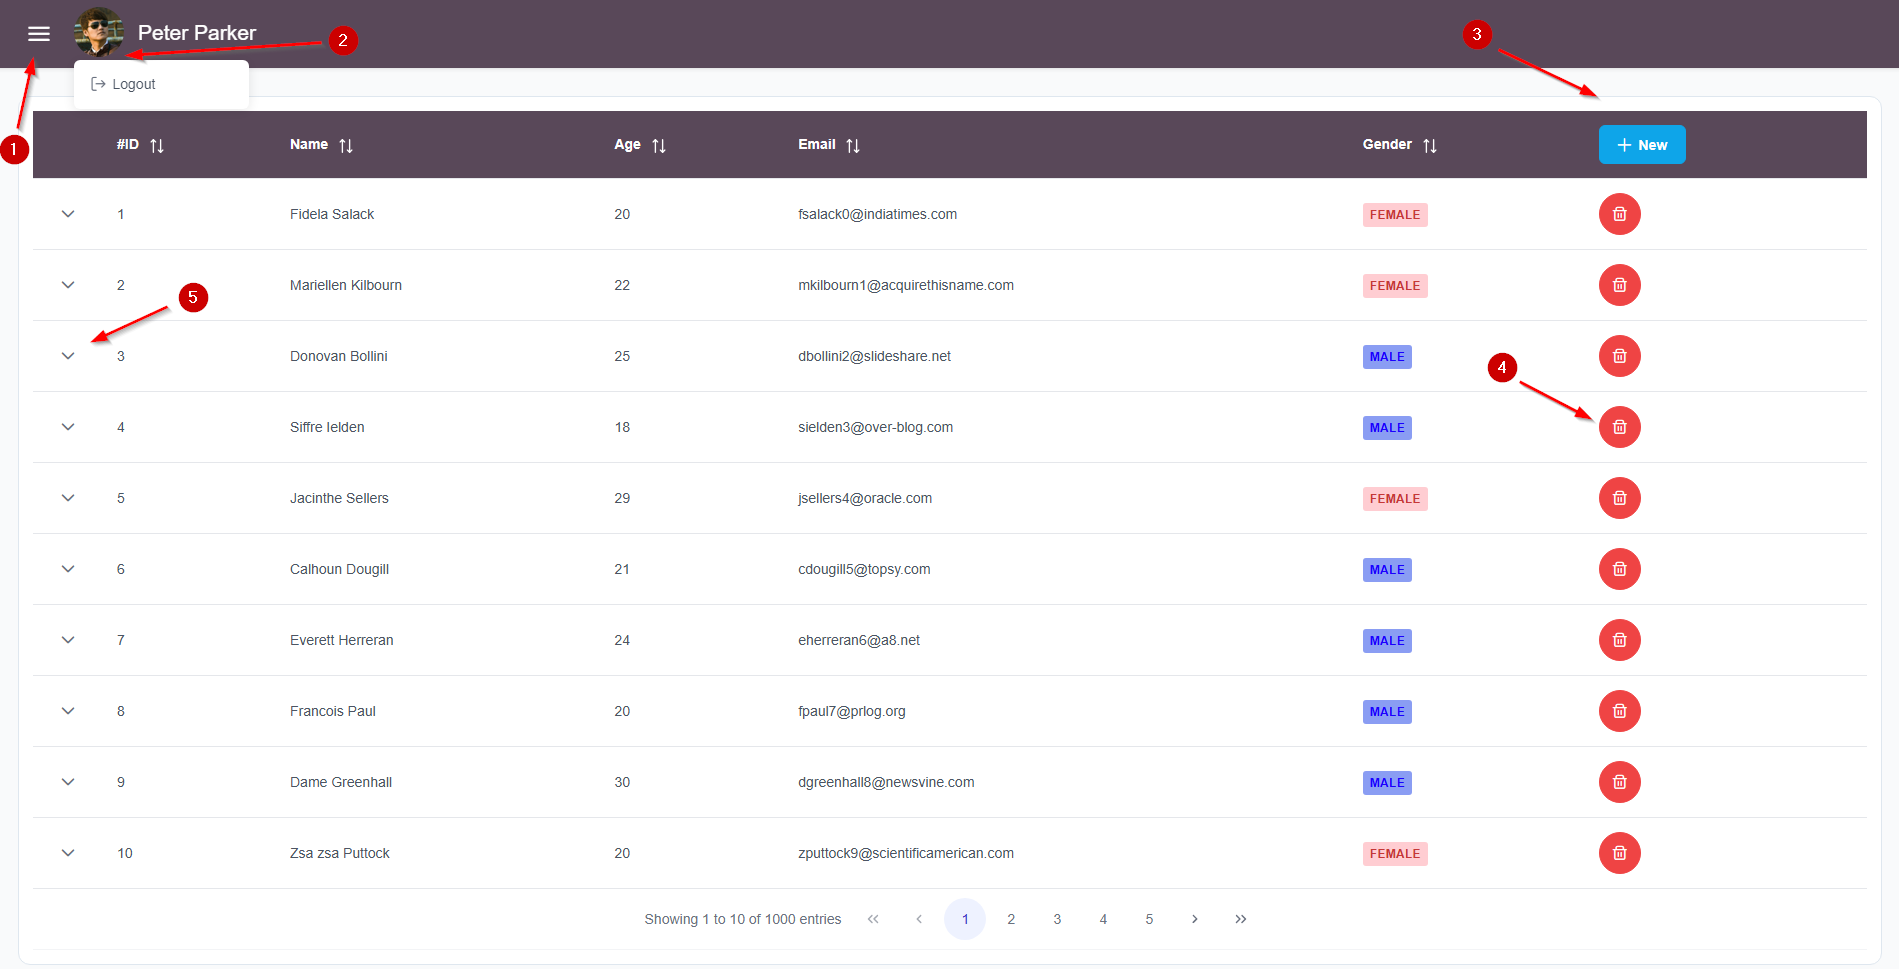 Peter Parker
2
3
Logout
1
#ID Name Age Email Gender + New
1 Fidela Salack 20 fsalack0@indiatimes.com FEMALE
2 Mariellen Kilbourn 22 mkilbourn1@acquirethisname.com FEMALE
5
3 Donovan Bollini 25 dbollini2@slideshare.net MALE
4
4 Siffre Ielden 18 sielden3@over-blog.com MALE
5 Jacinthe Sellers 29 jsellers4@oracle.com FEMALE
6 Calhoun Dougill 21 cdougill5@topsy.com MALE
7 Everett Herreran 24 eherreran6@a8.net MALE
8 Francois Paul 20 fpaul7@prlog.org MALE
9 Dame Greenhall 30 dgreenhall8@newsvine.com MALE
10 Zsa zsa Puttock 20 zputtock9@scientificamerican.com FEMALE
Showing 1 to 10 of 1000 entries « ‹ 1 2 3 4 5 › »